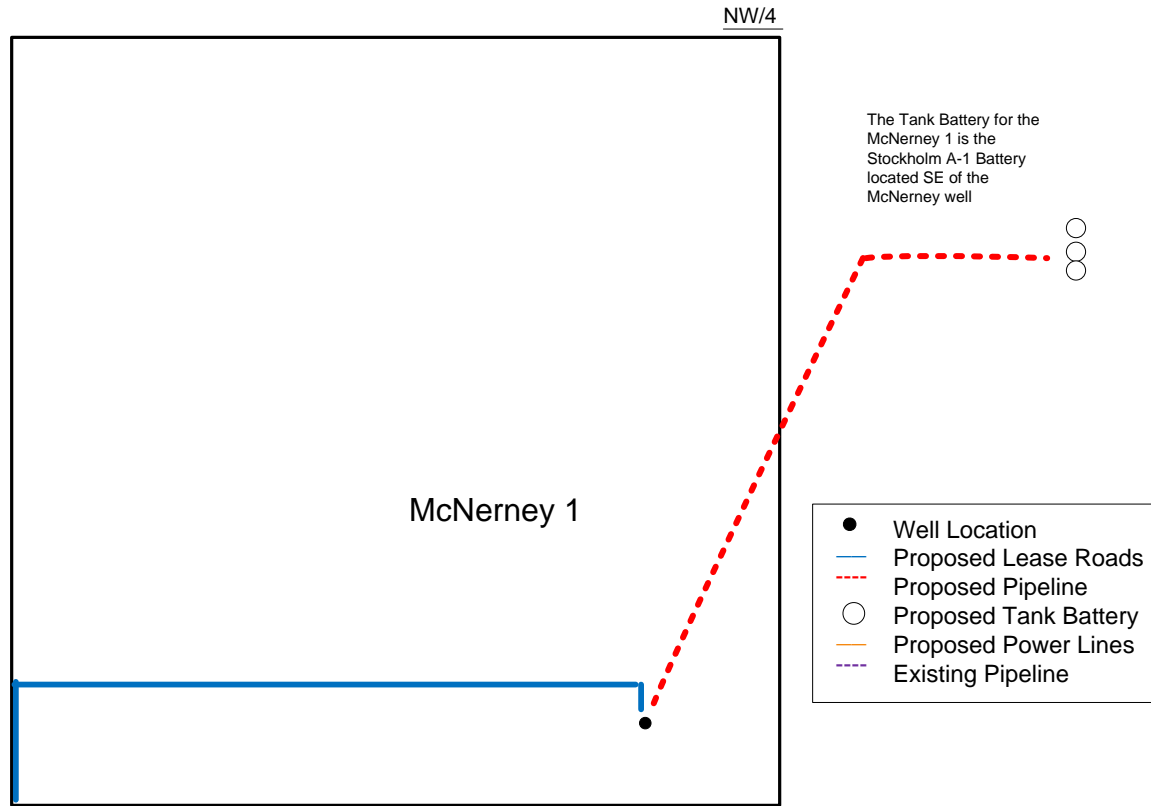 NW/4
The Tank Battery for the
McNerney 1 is the
Stockholm A-1 Battery
located SE of the
McNerney well
McNerney 1
Well Location
Proposed Lease Roads
Proposed Pipeline
Proposed Tank Battery
Proposed Power Lines
Existing Pipeline